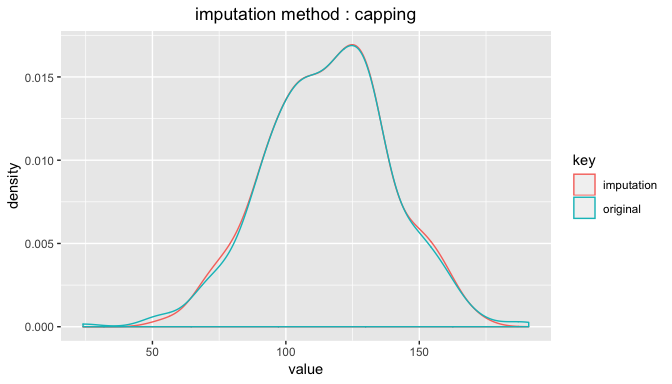 imputation method : capping
density
0.015
0.010
0.005
0.000
50
100
150
value
key
imputation
original